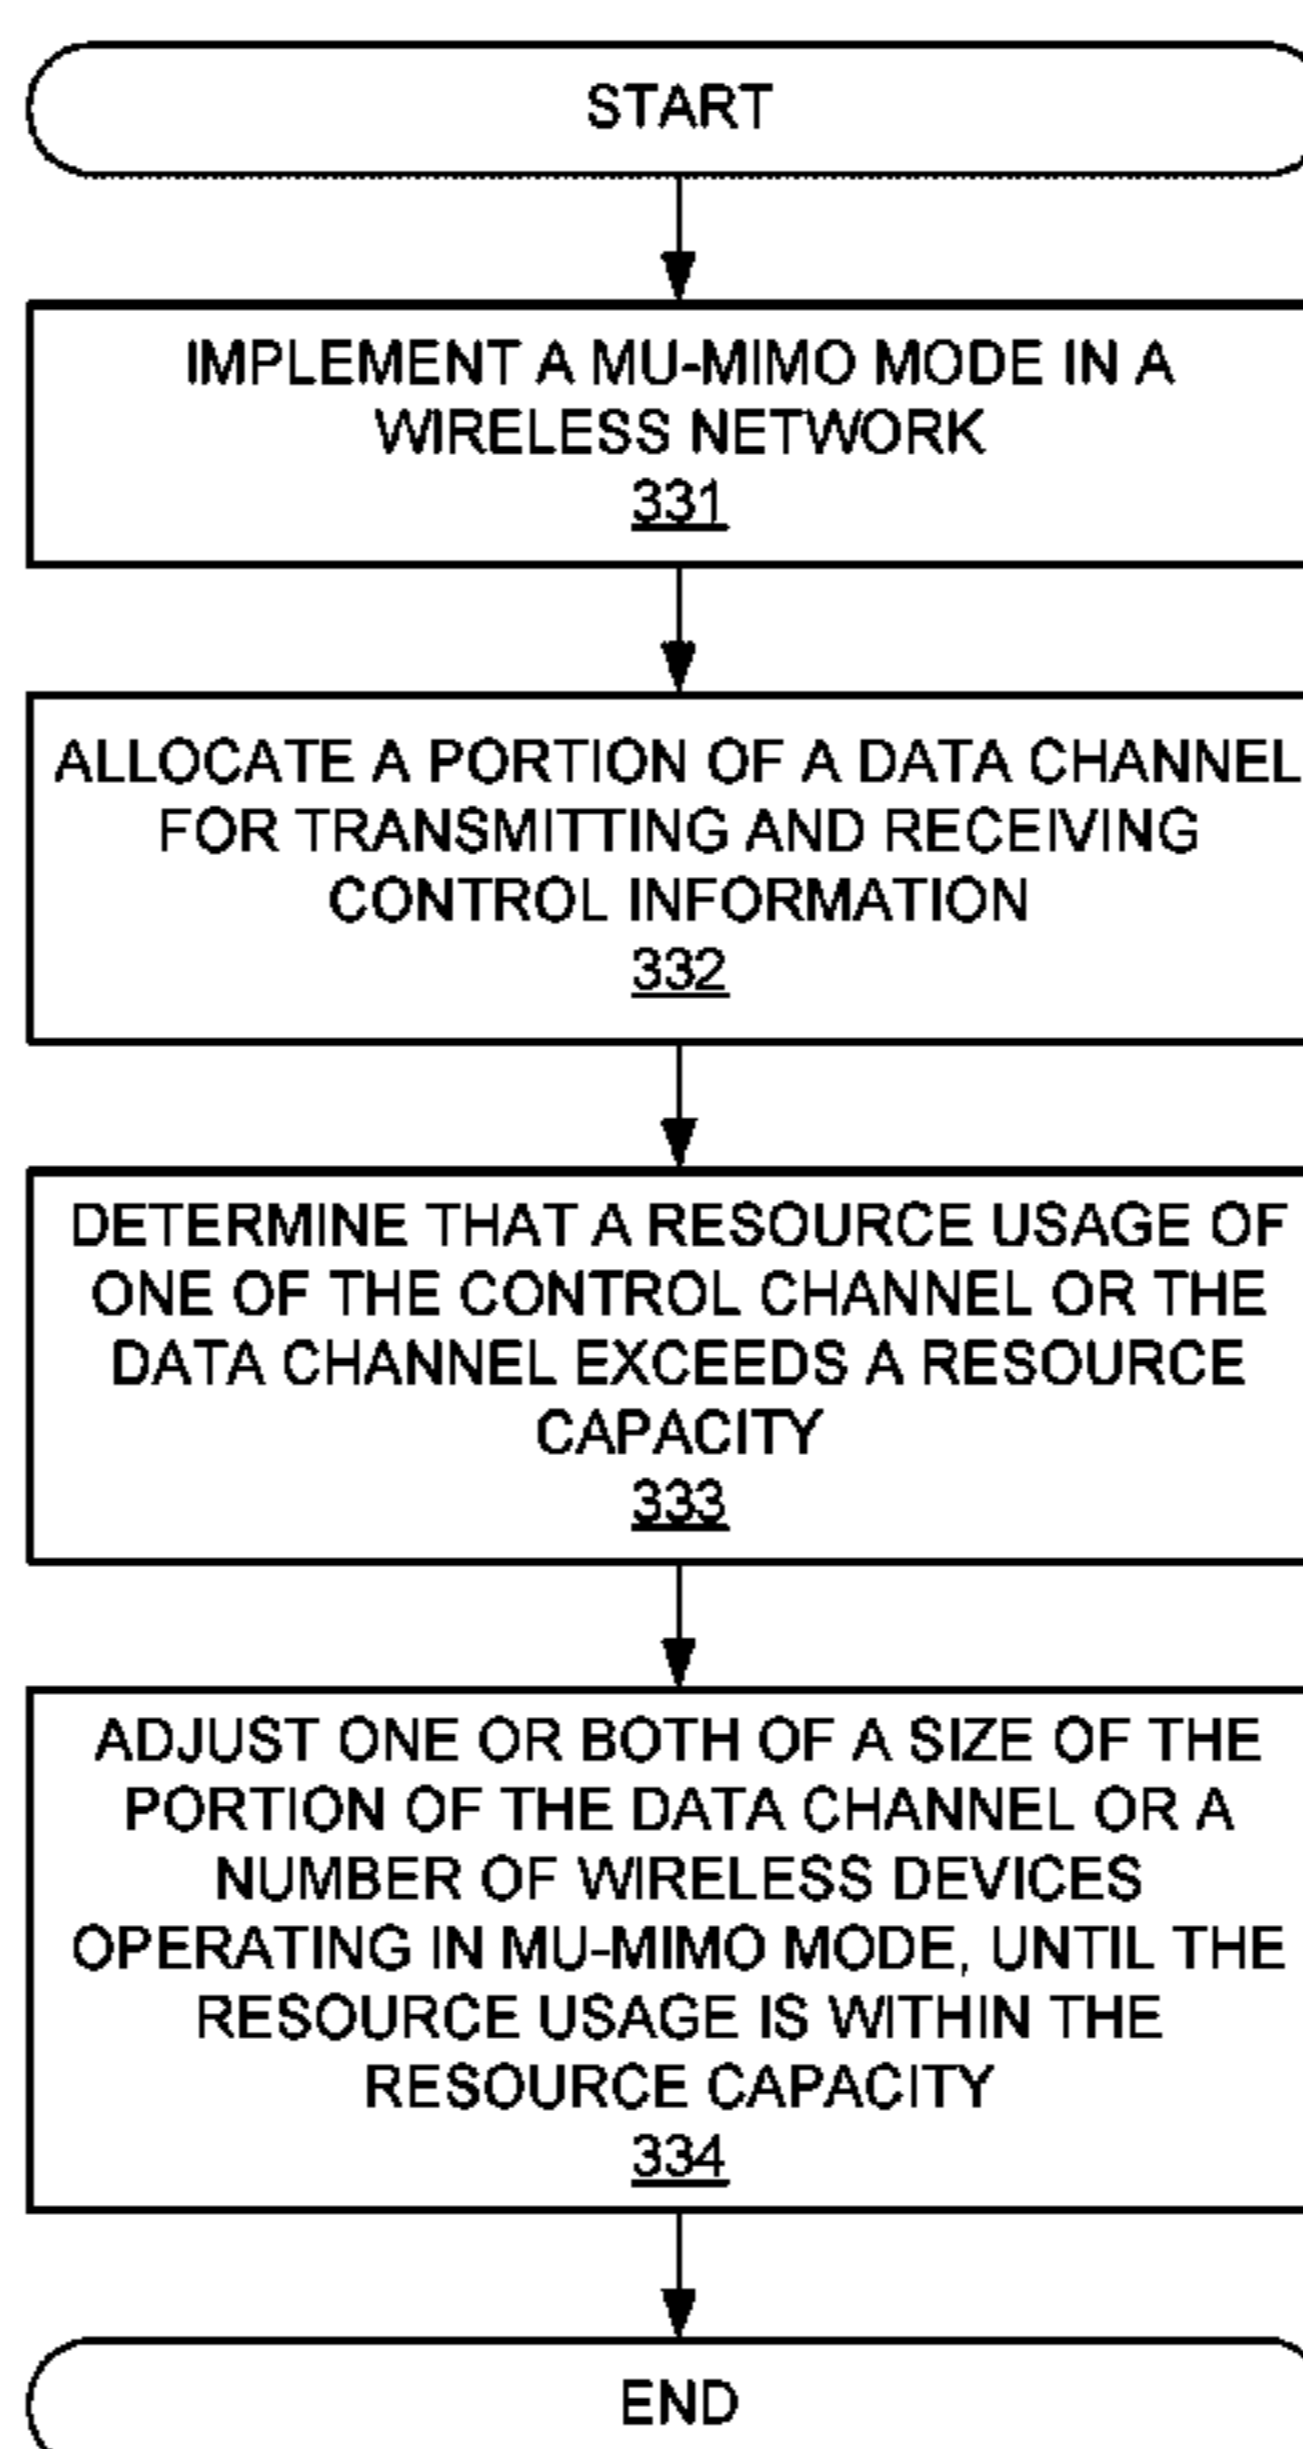 START
IMPLEMENT A MU-MIMO MODE IN A
WIRELESS NETWORK
331
ALLOCATE A PORTION OF A DATA CHANNEL
FOR TRANSMITTING AND RECEIVING
CONTROL INFORMATION
332
DETERMINE THAT A RESOURCE USAGE OF
ONE OF THE CONTROL CHANNEL OR THE
DATA CHANNEL EXCEEDS A RESOURCE
CAPACITY
333
ADJUST ONE OR BOTH OF A SIZE OF THE
PORTION OF THE DATA CHANNEL OR A
NUMBER OF WIRELESS DEVICES
OPERATING IN MU-MIMO MODE, UNTIL THE
RESOURCE USAGE IS WITHIN THE
RESOURCE CAPACITY
334
END